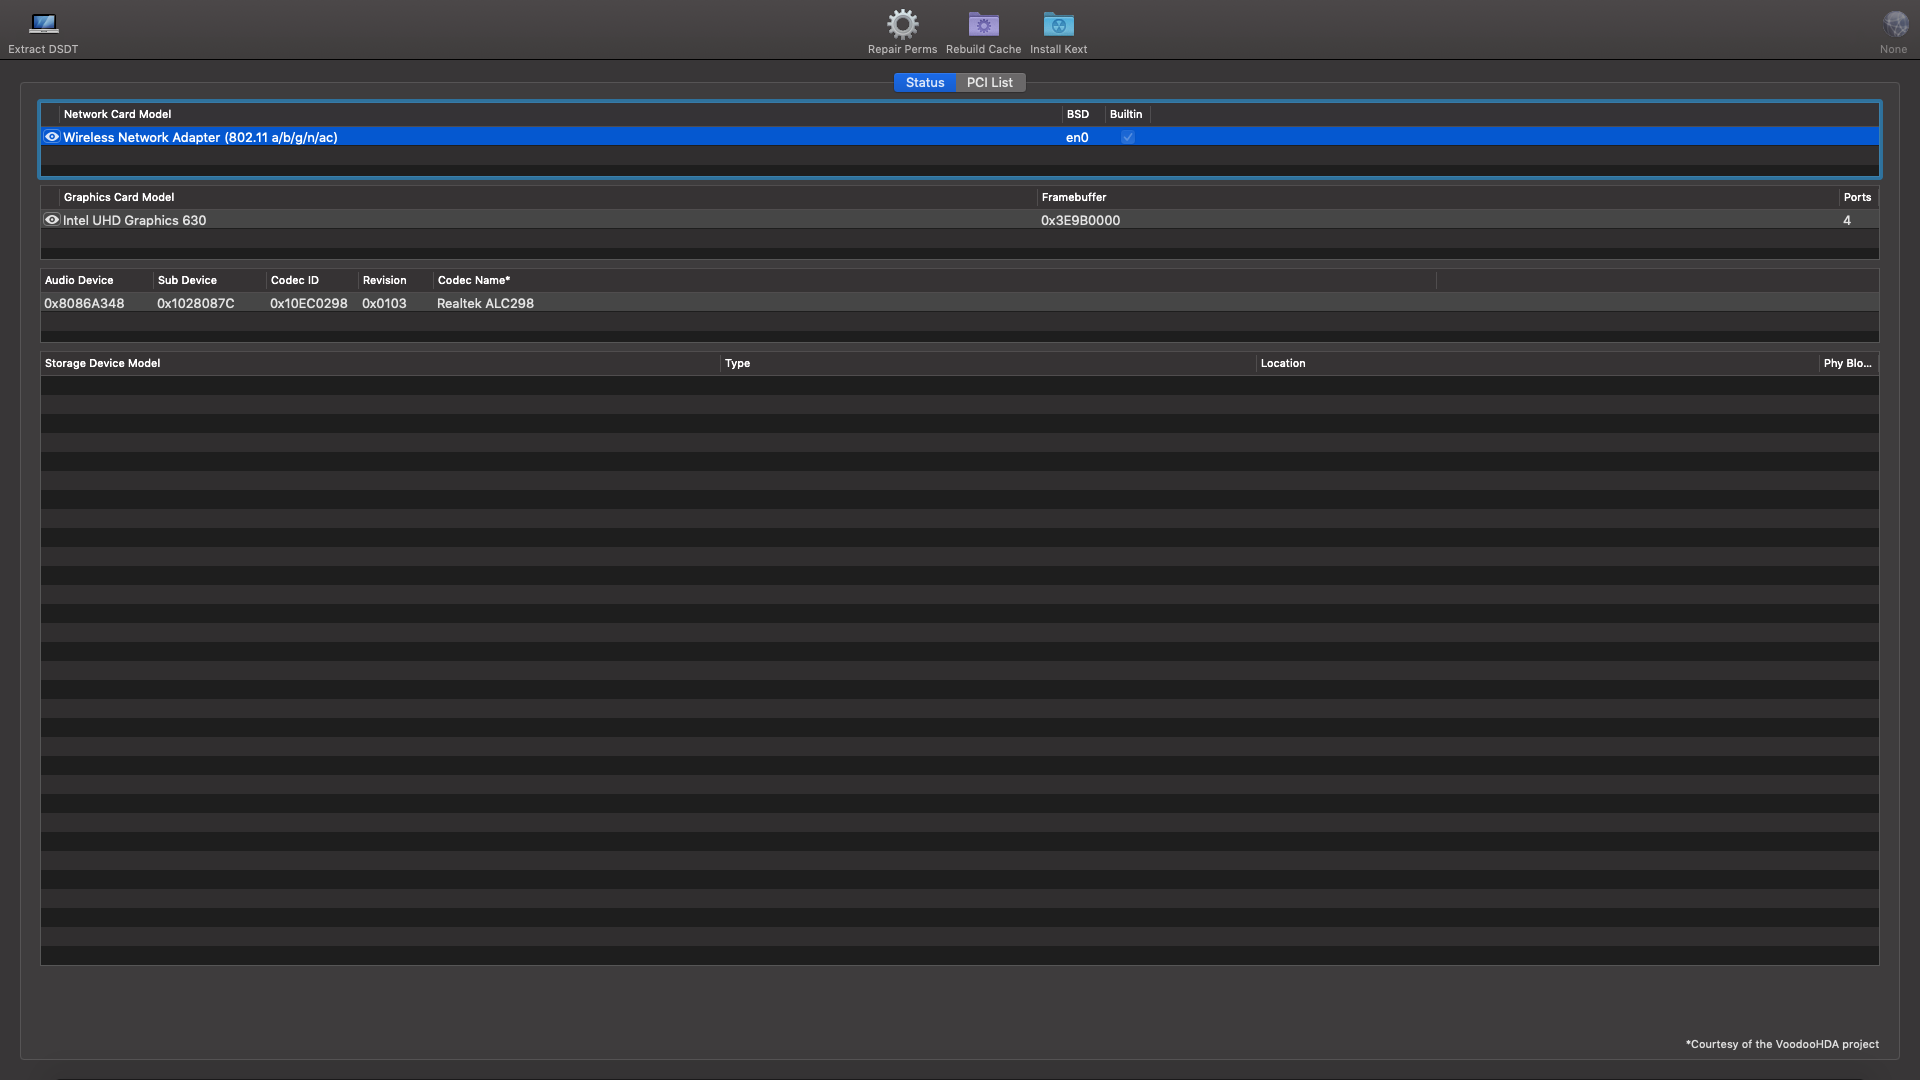 Extract DSDT
Repair Perms
Rebuild Cache
Install Kext
None
Status
PCI List
Network Card Model BSD Builtin
Wireless Network Adapter (802.11 a/b/g/n/ac) en0
Graphics Card Model Framebuffer Ports
Intel UHD Graphics 630 0x3E9B0000 4
Audio Device Sub Device Codec ID Revision Codec Name*
0x8086A348 0x1028087C 0x10EC0298 0x0103 Realtek ALC298
Storage Device Model Type Location Phy Blo...
*Courtesy of the VoodooHDA project